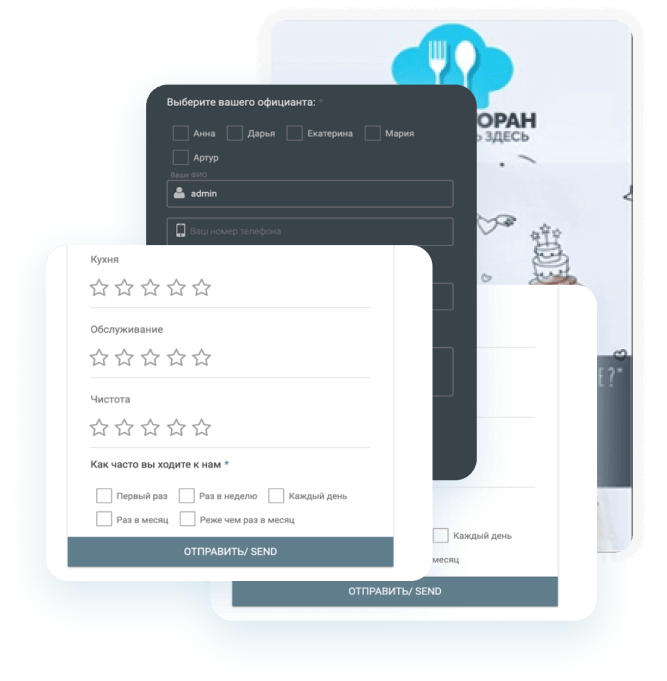 ОРАН
ЗДЕСЬ
Выберите вашего официанта: *
Анна Дарья Екатерина Мария
Артур
Ваши ФИО
admin
Ваш номер телефона
Кухня
Обслуживание
Чистота
Как часто вы ходите к нам *
Первый раз Раз в неделю Каждый день
Раз в месяц Реже чем раз в месяц
ОТПРАВИТЬ/ SEND
Каждый день
месяц
ОТПРАВИТЬ/ SEND
Е?"